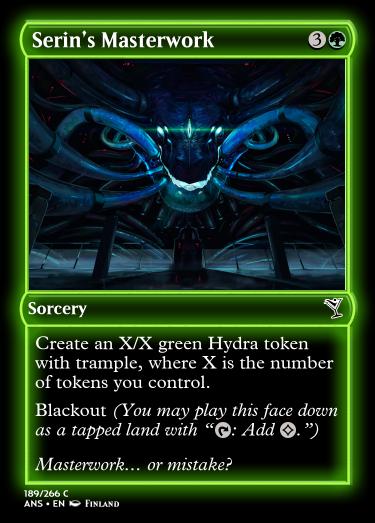 Serin's Masterwork 3
Sorcery
Create an X/X green Hydra token
with trample, where X is the number
of tokens you control.
Blackout (You may play this face down
as a tapped land with “: Add .”)
Masterwork... or mistake?
189/266 C
ANS • EN Finland